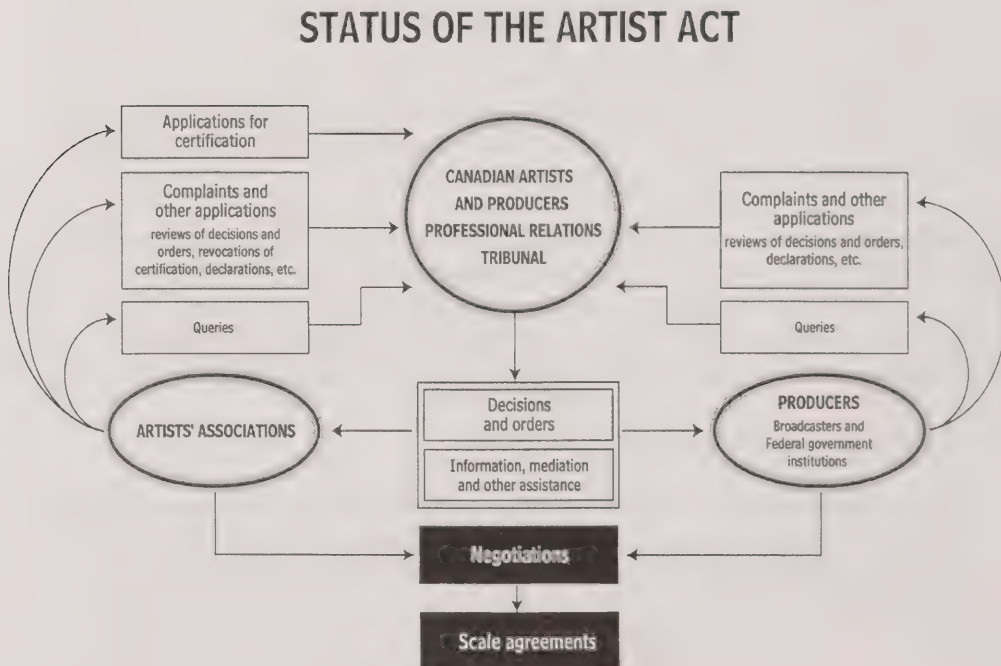 STATUS OF THE ARTIST ACT
Applications for
certification
Complaints and
other applications
reviews of decisions and
orders, revocations of
certification, declarations, etc.
Queries
CANADIAN ARTISTS
AND PRODUCERS
PROFESSIONAL RELATIONS
TRIBUNAL
Complaints and other
applications
reviews of decisions and orders,
declarations, etc.
Queries
ARTISTS' ASSOCIATIONS
Decisions
and orders
Information, mediation
and other assistance
PRODUCERS
Broadcasters and
Federal government
institutions
Negotiations
Scale agreements